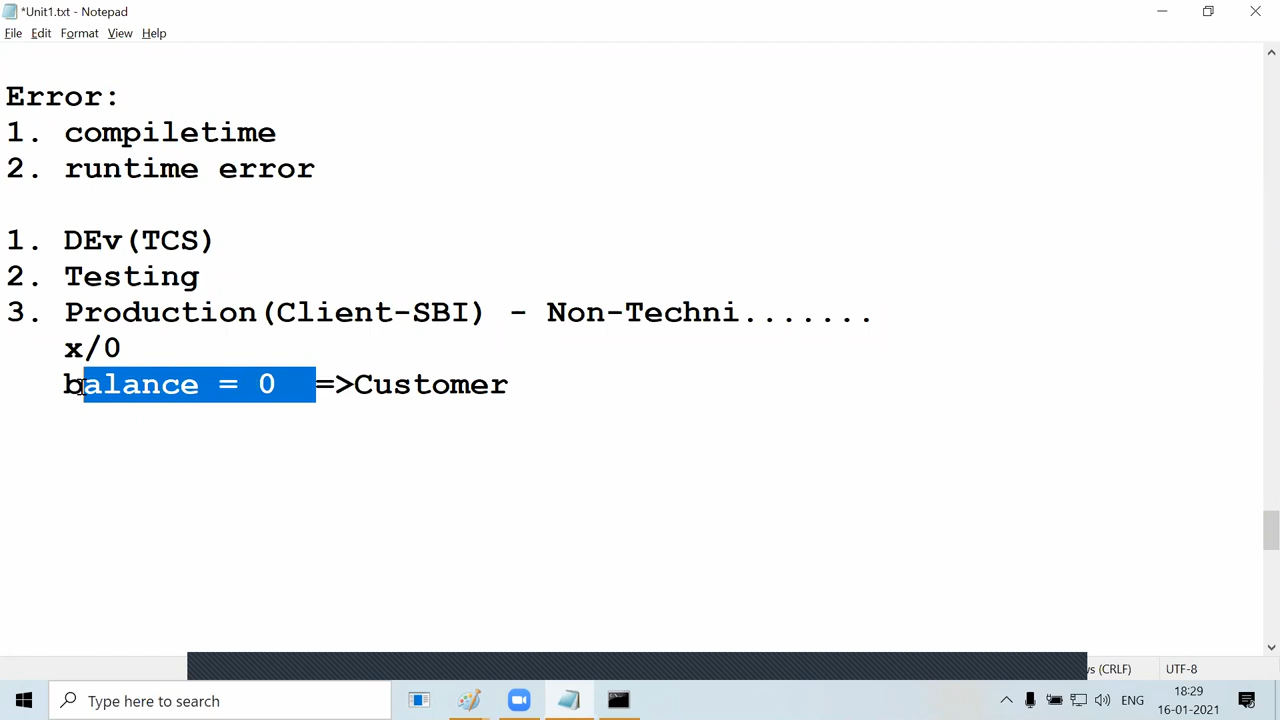 *Unit1.txt - Notepad
File Edit Format View Help
Error:
1. compiletime
2. runtime error
1. DEv(TCS)
2. Testing
3. Production(Client-SBI) - Non-Techni.......
x/0
balance = 0 =>Customer
(CRLF) UTF-8
Type here to search
ENG
18:29
16-01-2021